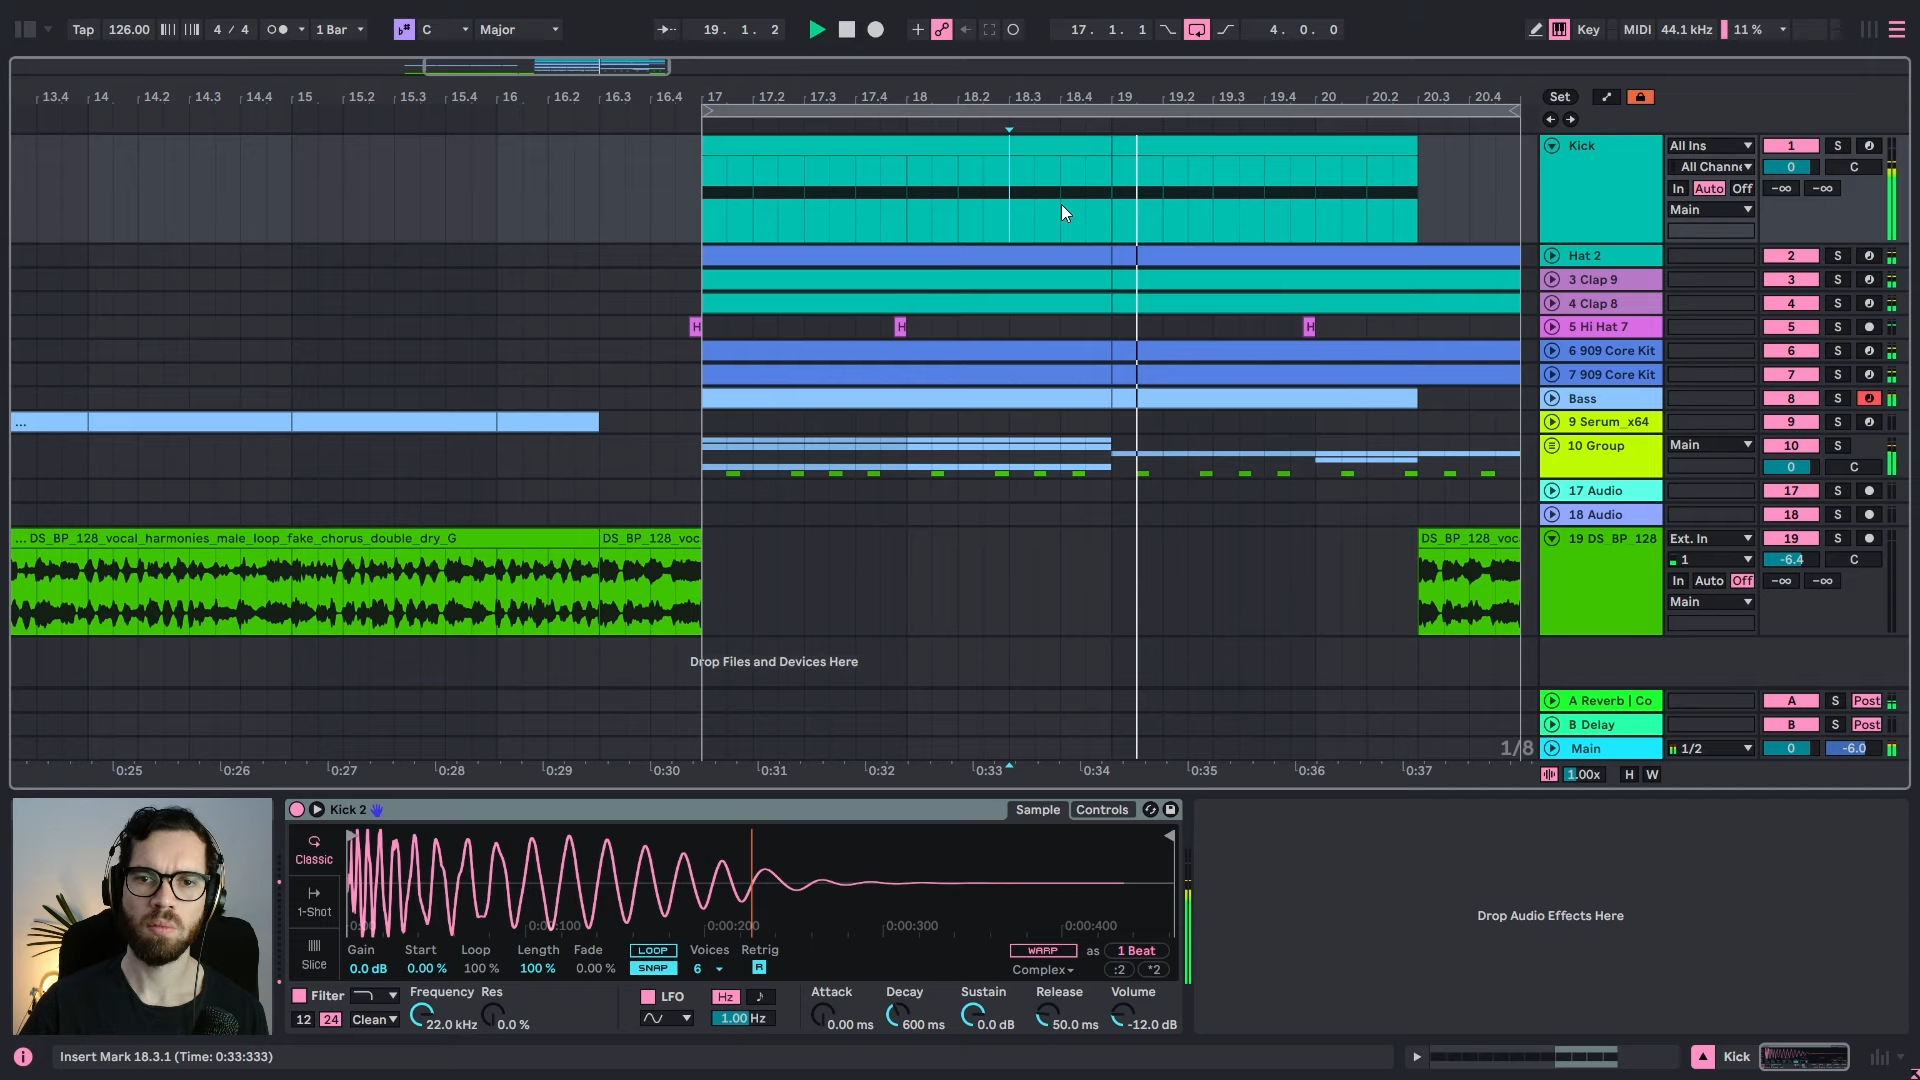 Tap 126.00 4 / 4 1 Bar C Major 19. 1. 2 17. 1. 1 4. 0. 0 Key MIDI 44.1 kHz 11 %
13.4 14 14.2 14.3 14.4 15 15.2 15.3 15.4 16 16.2 16.3 16.4 17 17.2 17.3 17.4 18 18.2 18.3 18.4 19 19.2 19.3 19.4 20 20.2 20.3 20.4 Set
Kick All Ins 1 S
All Channe 0 C
In Auto Off -∞ -∞
Main
Hat 2 2 S
3 Clap 9 3 S
4 Clap 8 4 S
H H H 5 Hi Hat 7 5 S
6 909 Core Kit 6 S
7 909 Core Kit 7 S
Bass 8 S
... 9 Serum_x64 9 S
10 Group Main 10 S
0 C
17 Audio 17 S
18 Audio 18 S
... DS_BP_128_vocal_harmonies_male_loop_fake_chorus_double_dry_G DS_BP_128_voc DS_BP_128_voc 19 DS BP_128 Ext. In 19 S
1 -6.4 C
In Auto Off -∞ -∞
Main
Drop Files and Devices Here
A Reverb | Co A S Post
B Delay B S Post
1/8 Main 1/2 0 -6.0
0:25 0:26 0:27 0:28 0:29 0:30 0:31 0:32 0:33 0:34 0:35 0:36 0:37 1.00x H W
Kick 2 Sample Controls
Classic
1-Shot
Slice
0:00:100 0:00:200 0:00:300 0:00:400
Gain Start Loop Length Fade LOOP Voices Retrig WARP as 1 Beat
0.0 dB 0.00 % 100 % 100 % 0.00 % SNAP 6 R Complex :2 *2
Filter Frequency Res LFO Hz Attack Decay Sustain Release Volume
12 24 Clean 22.0 kHz 0.0 % 1.00 Hz 0.00 ms 600 ms 0.0 dB 50.0 ms -12.0 dB
Drop Audio Effects Here
Insert Mark 18.3.1 (Time: 0:33:333) Kick